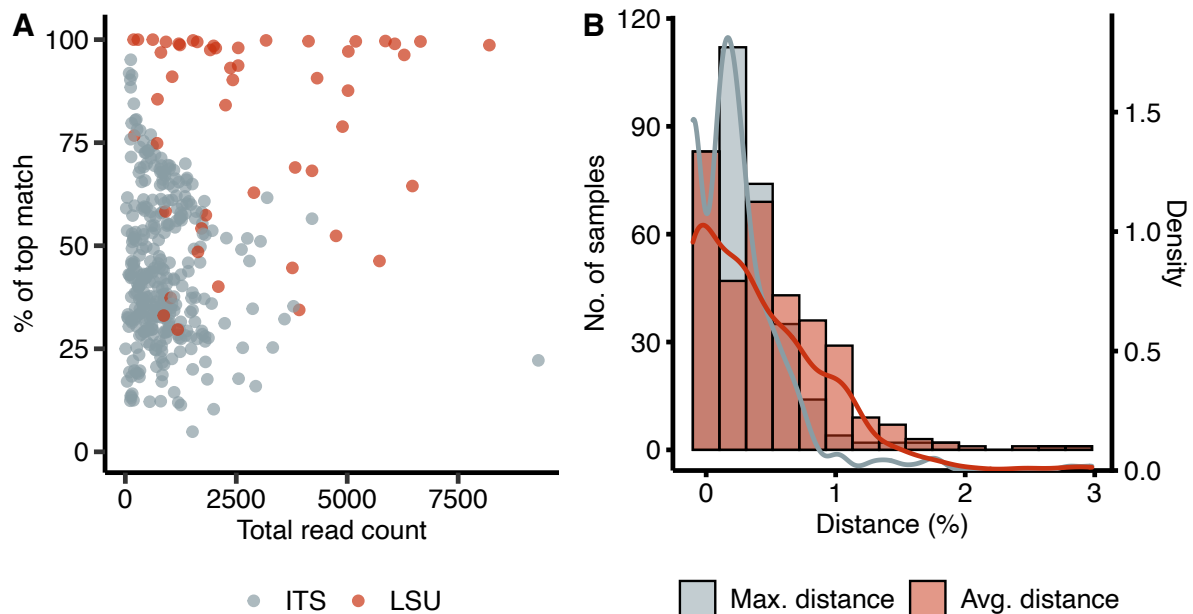 A
% of top match
100
75
50
25
0
0 2500 5000 7500
Total read count
ITS LSU
B
No. of samples
120
90
60
30
0
Density
1.5
1.0
0.5
0.0
0 1 2 3
Distance (%)
Max. distance Avg. distance